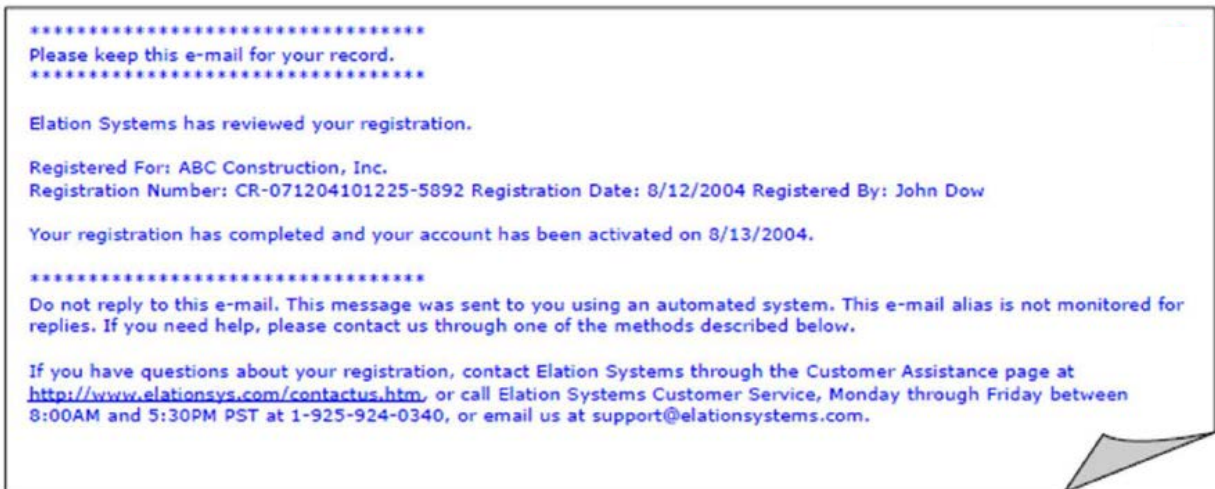 **********************************
Please keep this e-mail for your record.
**********************************
Elation Systems has reviewed your registration.
Registered For: ABC Construction, Inc.
Registration Number: CR-071204101225-5892 Registration Date: 8/12/2004 Registered By: John Dow
Your registration has completed and your account has been activated on 8/13/2004.
**********************************
Do not reply to this e-mail. This message was sent to you using an automated system. This e-mail alias is not monitored for
replies. If you need help, please contact us through one of the methods described below.
If you have questions about your registration, contact Elation Systems through the Customer Assistance page at
http://www.elationsys.com/contactus.htm, or call Elation Systems Customer Service, Monday through Friday between
8:00AM and 5:30PM PST at 1-925-924-0340, or email us at support@elationsystems.com.